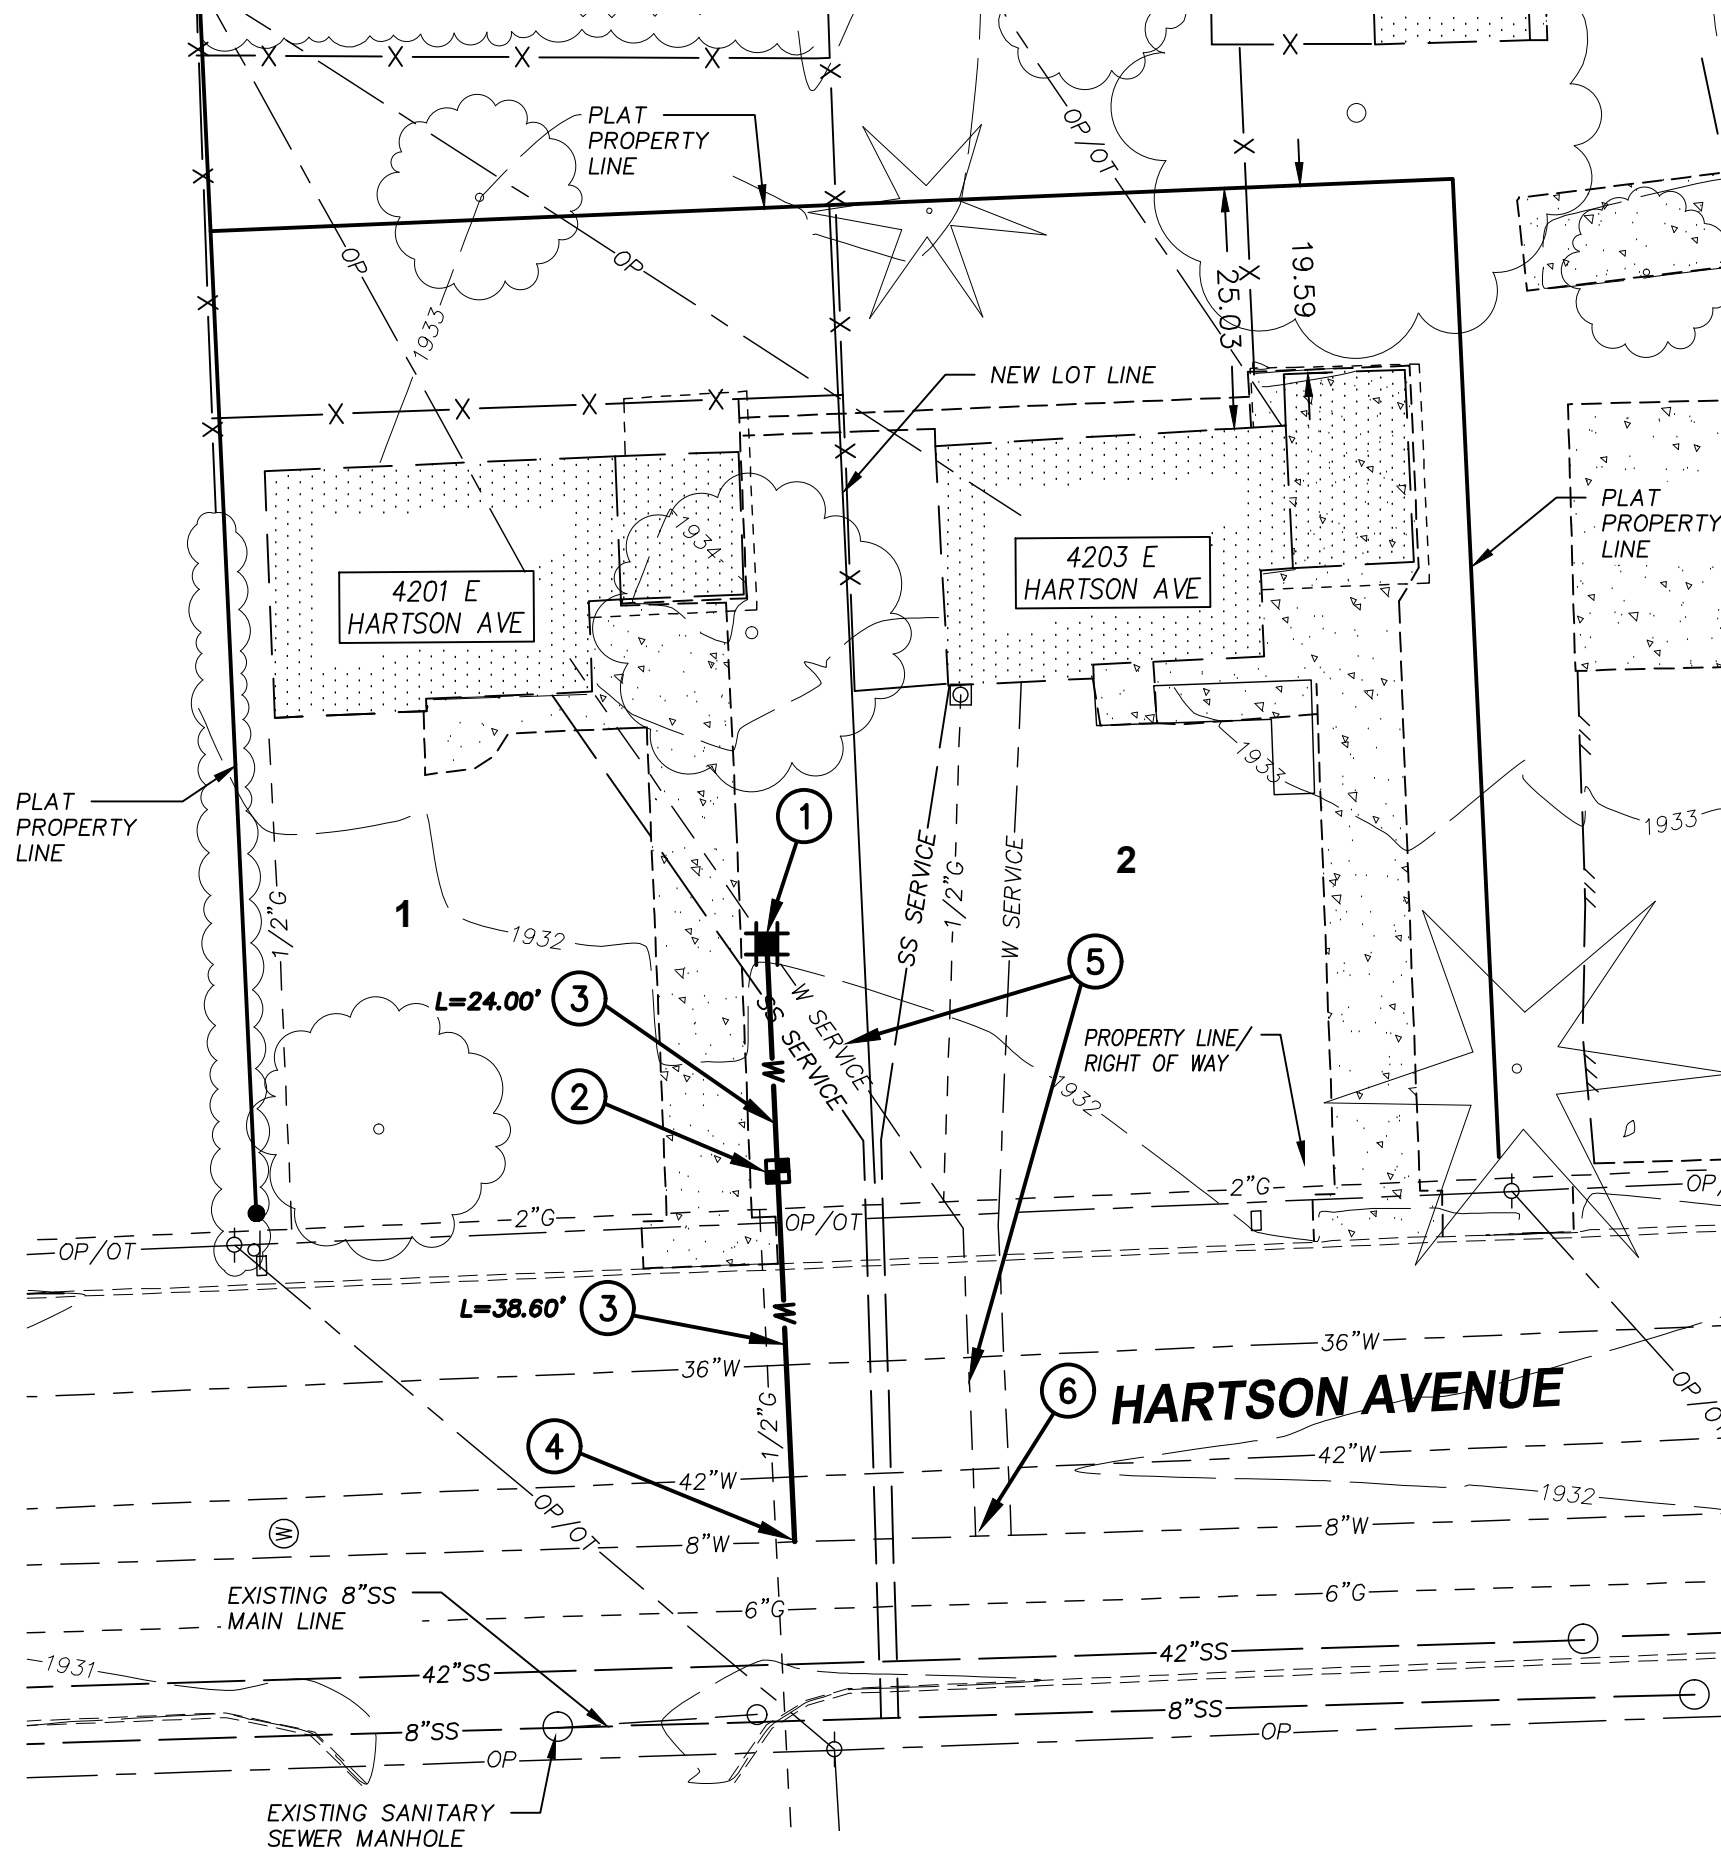 PLAT
PROPERTY
LINE
OP/OT
OP
OP
19.59
25.03
1933
NEW LOT LINE
PLAT
PROPERTY
LINE
1934
4201 E
HARTSON AVE
4203 E
HARTSON AVE
1933
1933
PLAT
PROPERTY
LINE
1
2
1
1/2"G
1932
SS SERVICE
1/2"G
W SERVICE
5
L=24.00'
3
SS SERVICE
W SERVICE
W
PROPERTY LINE/
RIGHT OF WAY
1932
2
2"G
2"G
OP/
OP/OT
OP/OT
L=38.60'
3
W
36"W
36"W
1/2"G
6
HARTSON AVENUE
OP/O
4
42"W
42"W
1932
OP/OT
W
8"W
8"W
EXISTING 8"SS
MAIN LINE
6"G
6"G
1931
42"SS
42"SS
8"SS
8"SS
OP
OP
EXISTING SANITARY
SEWER MANHOLE